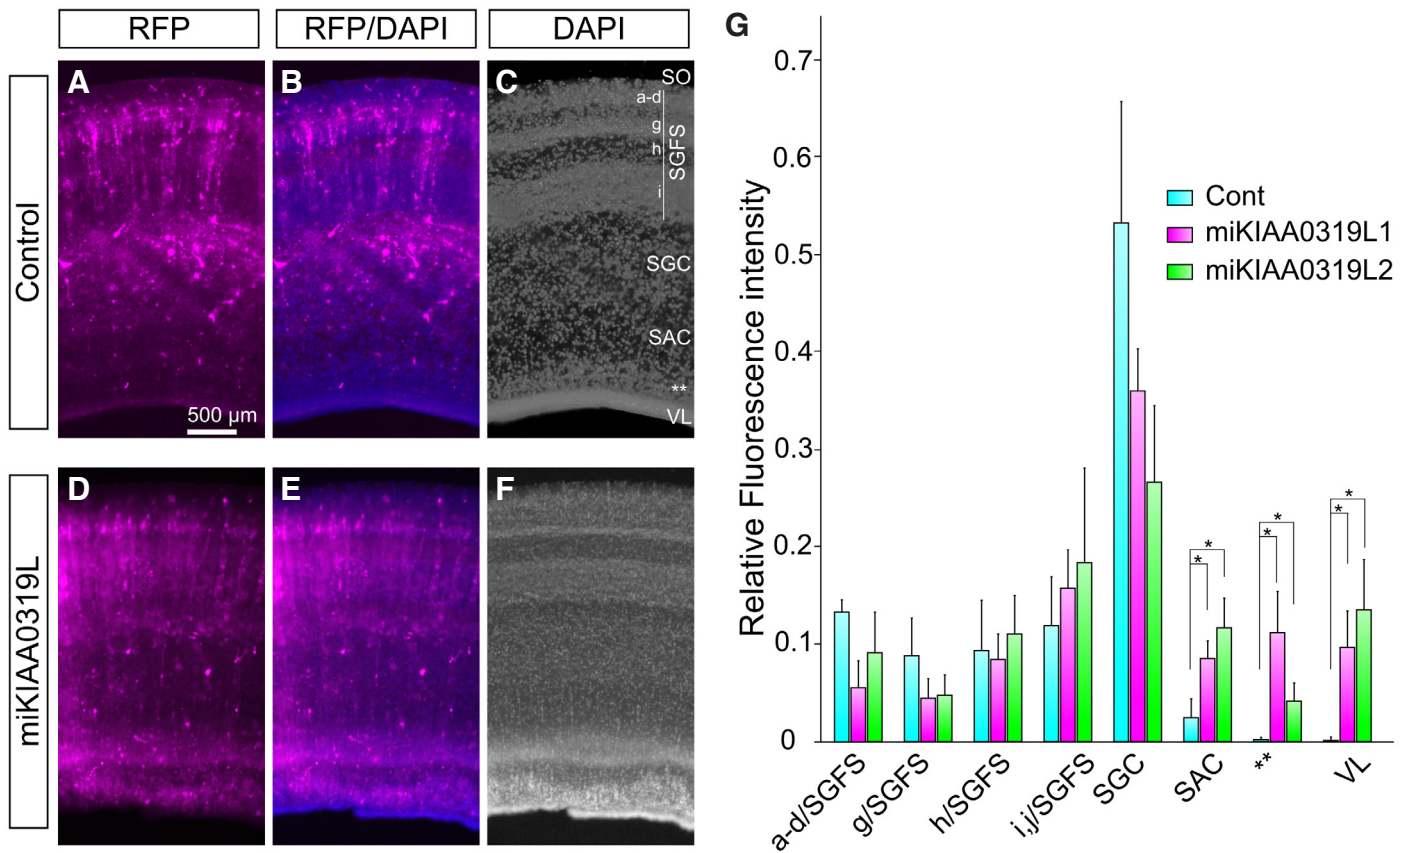 RFP
RFP/DAPI
DAPI
Control
A
B
C
SO
a-d
g
h
i
SGFS
SGC
SAC
**
VL
500 µm
miKIAA0319L
D
E
F
G
Relative Fluorescence intensity
0.7
0.6
0.5
0.4
0.3
0.2
0.1
0
Cont
miKIAA0319L1
miKIAA0319L2
* * *
* * *
a-d/SGFS
g/SGFS
h/SGFS
i,j/SGFS
SGC
SAC
**
VL